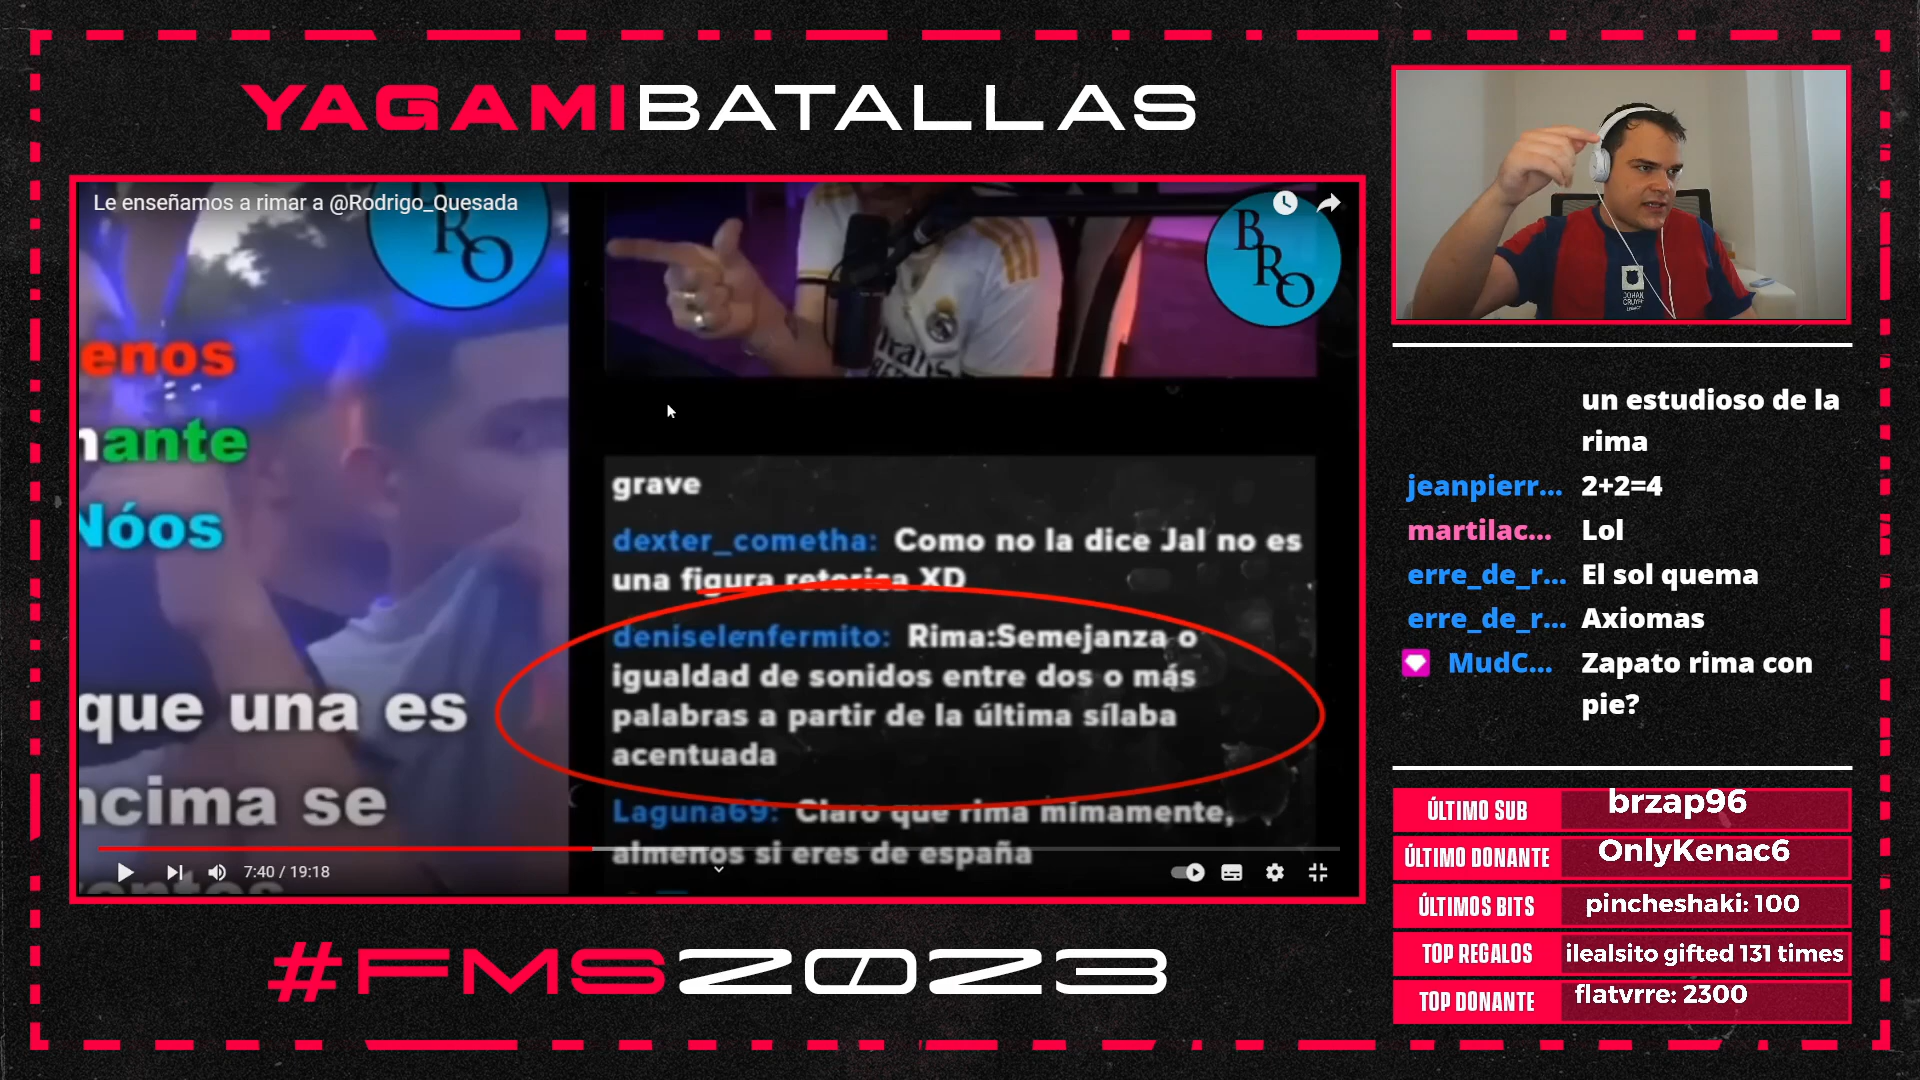 YAGAMIBATALLAS
Le enseñamos a rimar a @Rodrigo_Quesada
BRO
BRO
enos
nante
Nóos
que una es
ncima se
grave
dexter_cometha: Como no la dice Jal no es
una figura retorica XD
deniselenfermito: Rima:Semejanza o
igualdad de sonidos entre dos o más
palabras a partir de la última sílaba
acentuada
Laguna69: Claro que rima mimamente,
almenos si eres de españa
7:40 / 19:18
#FMS2023
un estudioso de la
rima
jeanpierr... 2+2=4
martilac... Lol
erre_de_r... El sol quema
erre_de_r... Axiomas
MudC... Zapato rima con
pie?
ÚLTIMO SUB brzap96
ÚLTIMO DONANTE OnlyKenac6
ÚLTIMOS BITS pincheshaki: 100
TOP REGALOS ilealsito gifted 131 times
TOP DONANTE flatvrre: 2300